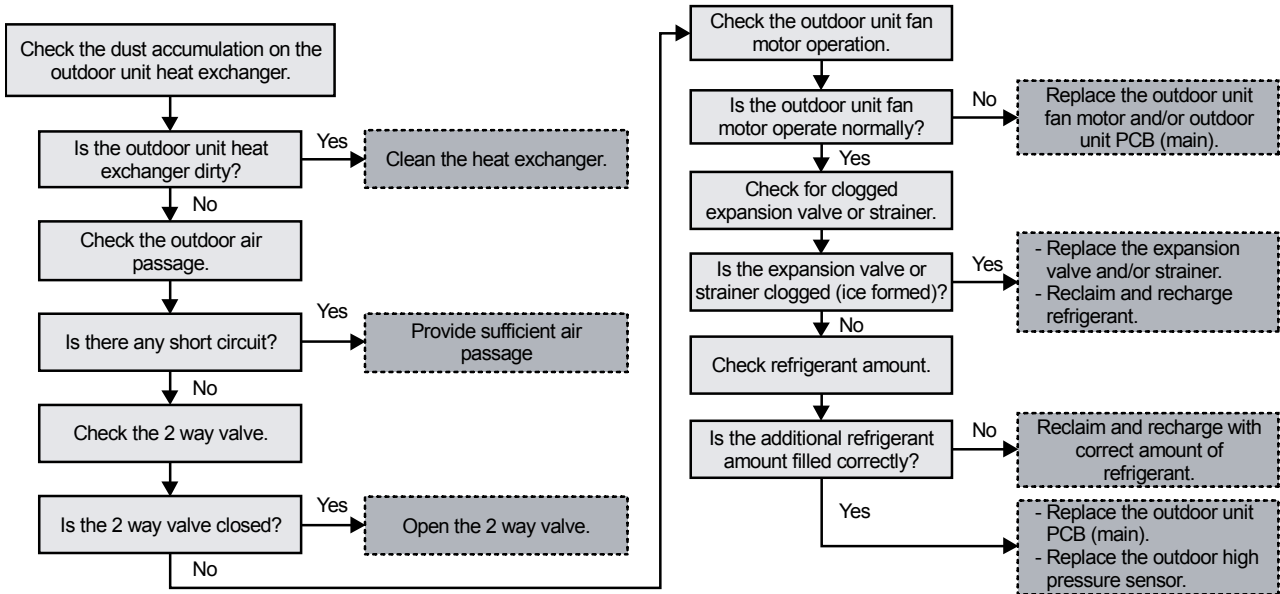 Check the dust accumulation on the
outdoor unit heat exchanger.
Is the outdoor unit heat
exchanger dirty?
Yes
Clean the heat exchanger.
No
Check the outdoor air
passage.
Is there any short circuit?
Yes
Provide sufficient air
passage
No
Check the 2 way valve.
Is the 2 way valve closed?
Yes
Open the 2 way valve.
No
Check the outdoor unit fan
motor operation.
Is the outdoor unit fan
motor operate normally?
No
Replace the outdoor unit
fan motor and/or outdoor
unit PCB (main).
Yes
Check for clogged
expansion valve or strainer.
Is the expansion valve or
strainer clogged (ice formed)?
Yes
- Replace the expansion
valve and/or strainer.
- Reclaim and recharge
refrigerant.
No
Check refrigerant amount.
Is the additional refrigerant
amount filled correctly?
No
Reclaim and recharge with
correct amount of
refrigerant.
Yes
- Replace the outdoor unit
PCB (main).
- Replace the outdoor high
pressure sensor.